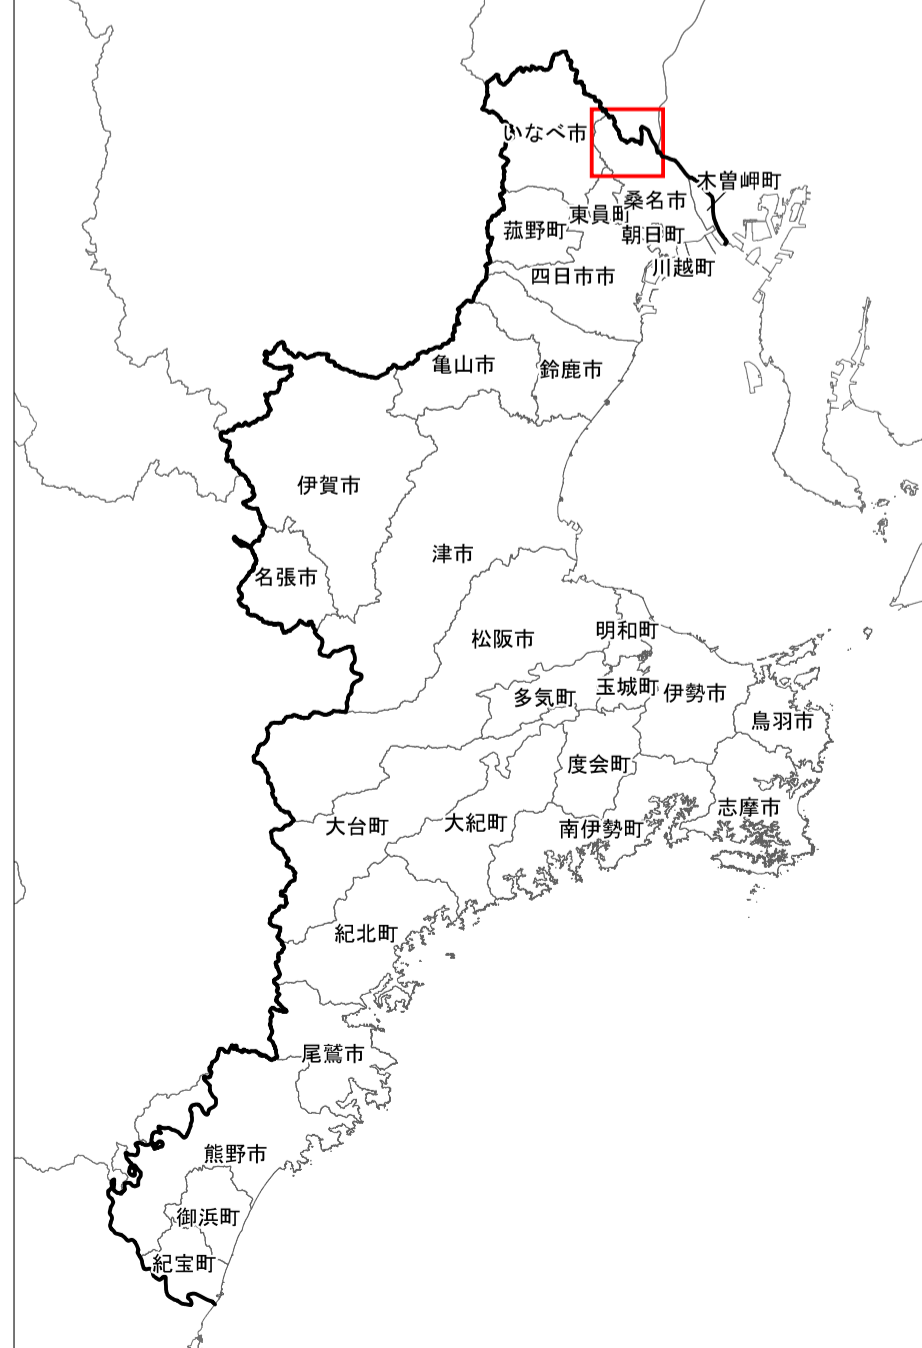 いなべ市
木曽岬町
桑名市
東員町
菰野町
朝日町
川越町
四日市市
亀山市
鈴鹿市
伊賀市
津市
名張市
松阪市
明和町
多気町
玉城町
伊勢市
鳥羽市
度会町
志摩市
大台町
大紀町
南伊勢町
紀北町
尾鷲市
熊野市
御浜町
紀宝町